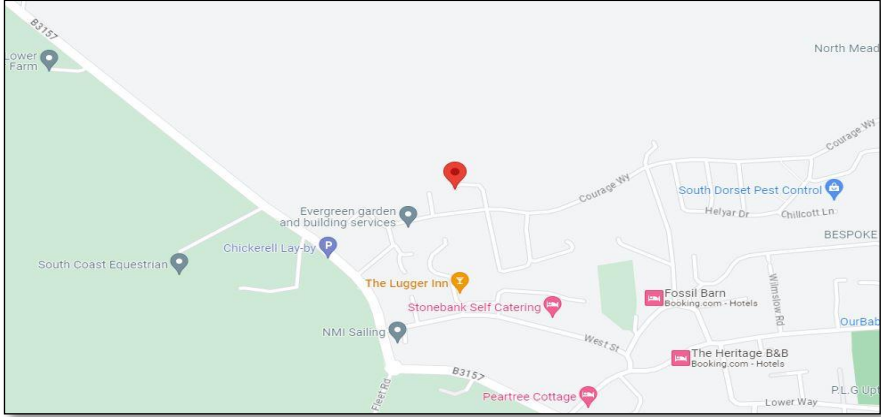 B3157
Lower
Farm
North Mead
Courage Wy
Courage Wy
South Dorset Pest Control
Helyar Dr
Chillcott Ln
Evergreen garden
and building services
BESPOKE
Chickerell Lay-by
P
South Coast Equestrian
The Lugger Inn
Fossil Barn
Booking.com - Hotels
Stonebank Self Catering
Wilmslow Rd
OurBab
NMI Sailing
West St
The Heritage B&B
Booking.com - Hotels
B3157
Fleet Rd
Peartree Cottage
P.L.G Upt
Lower Way